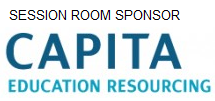 SESSION ROOM SPONSOR
CAPITA
EDUCATION RESOURCING